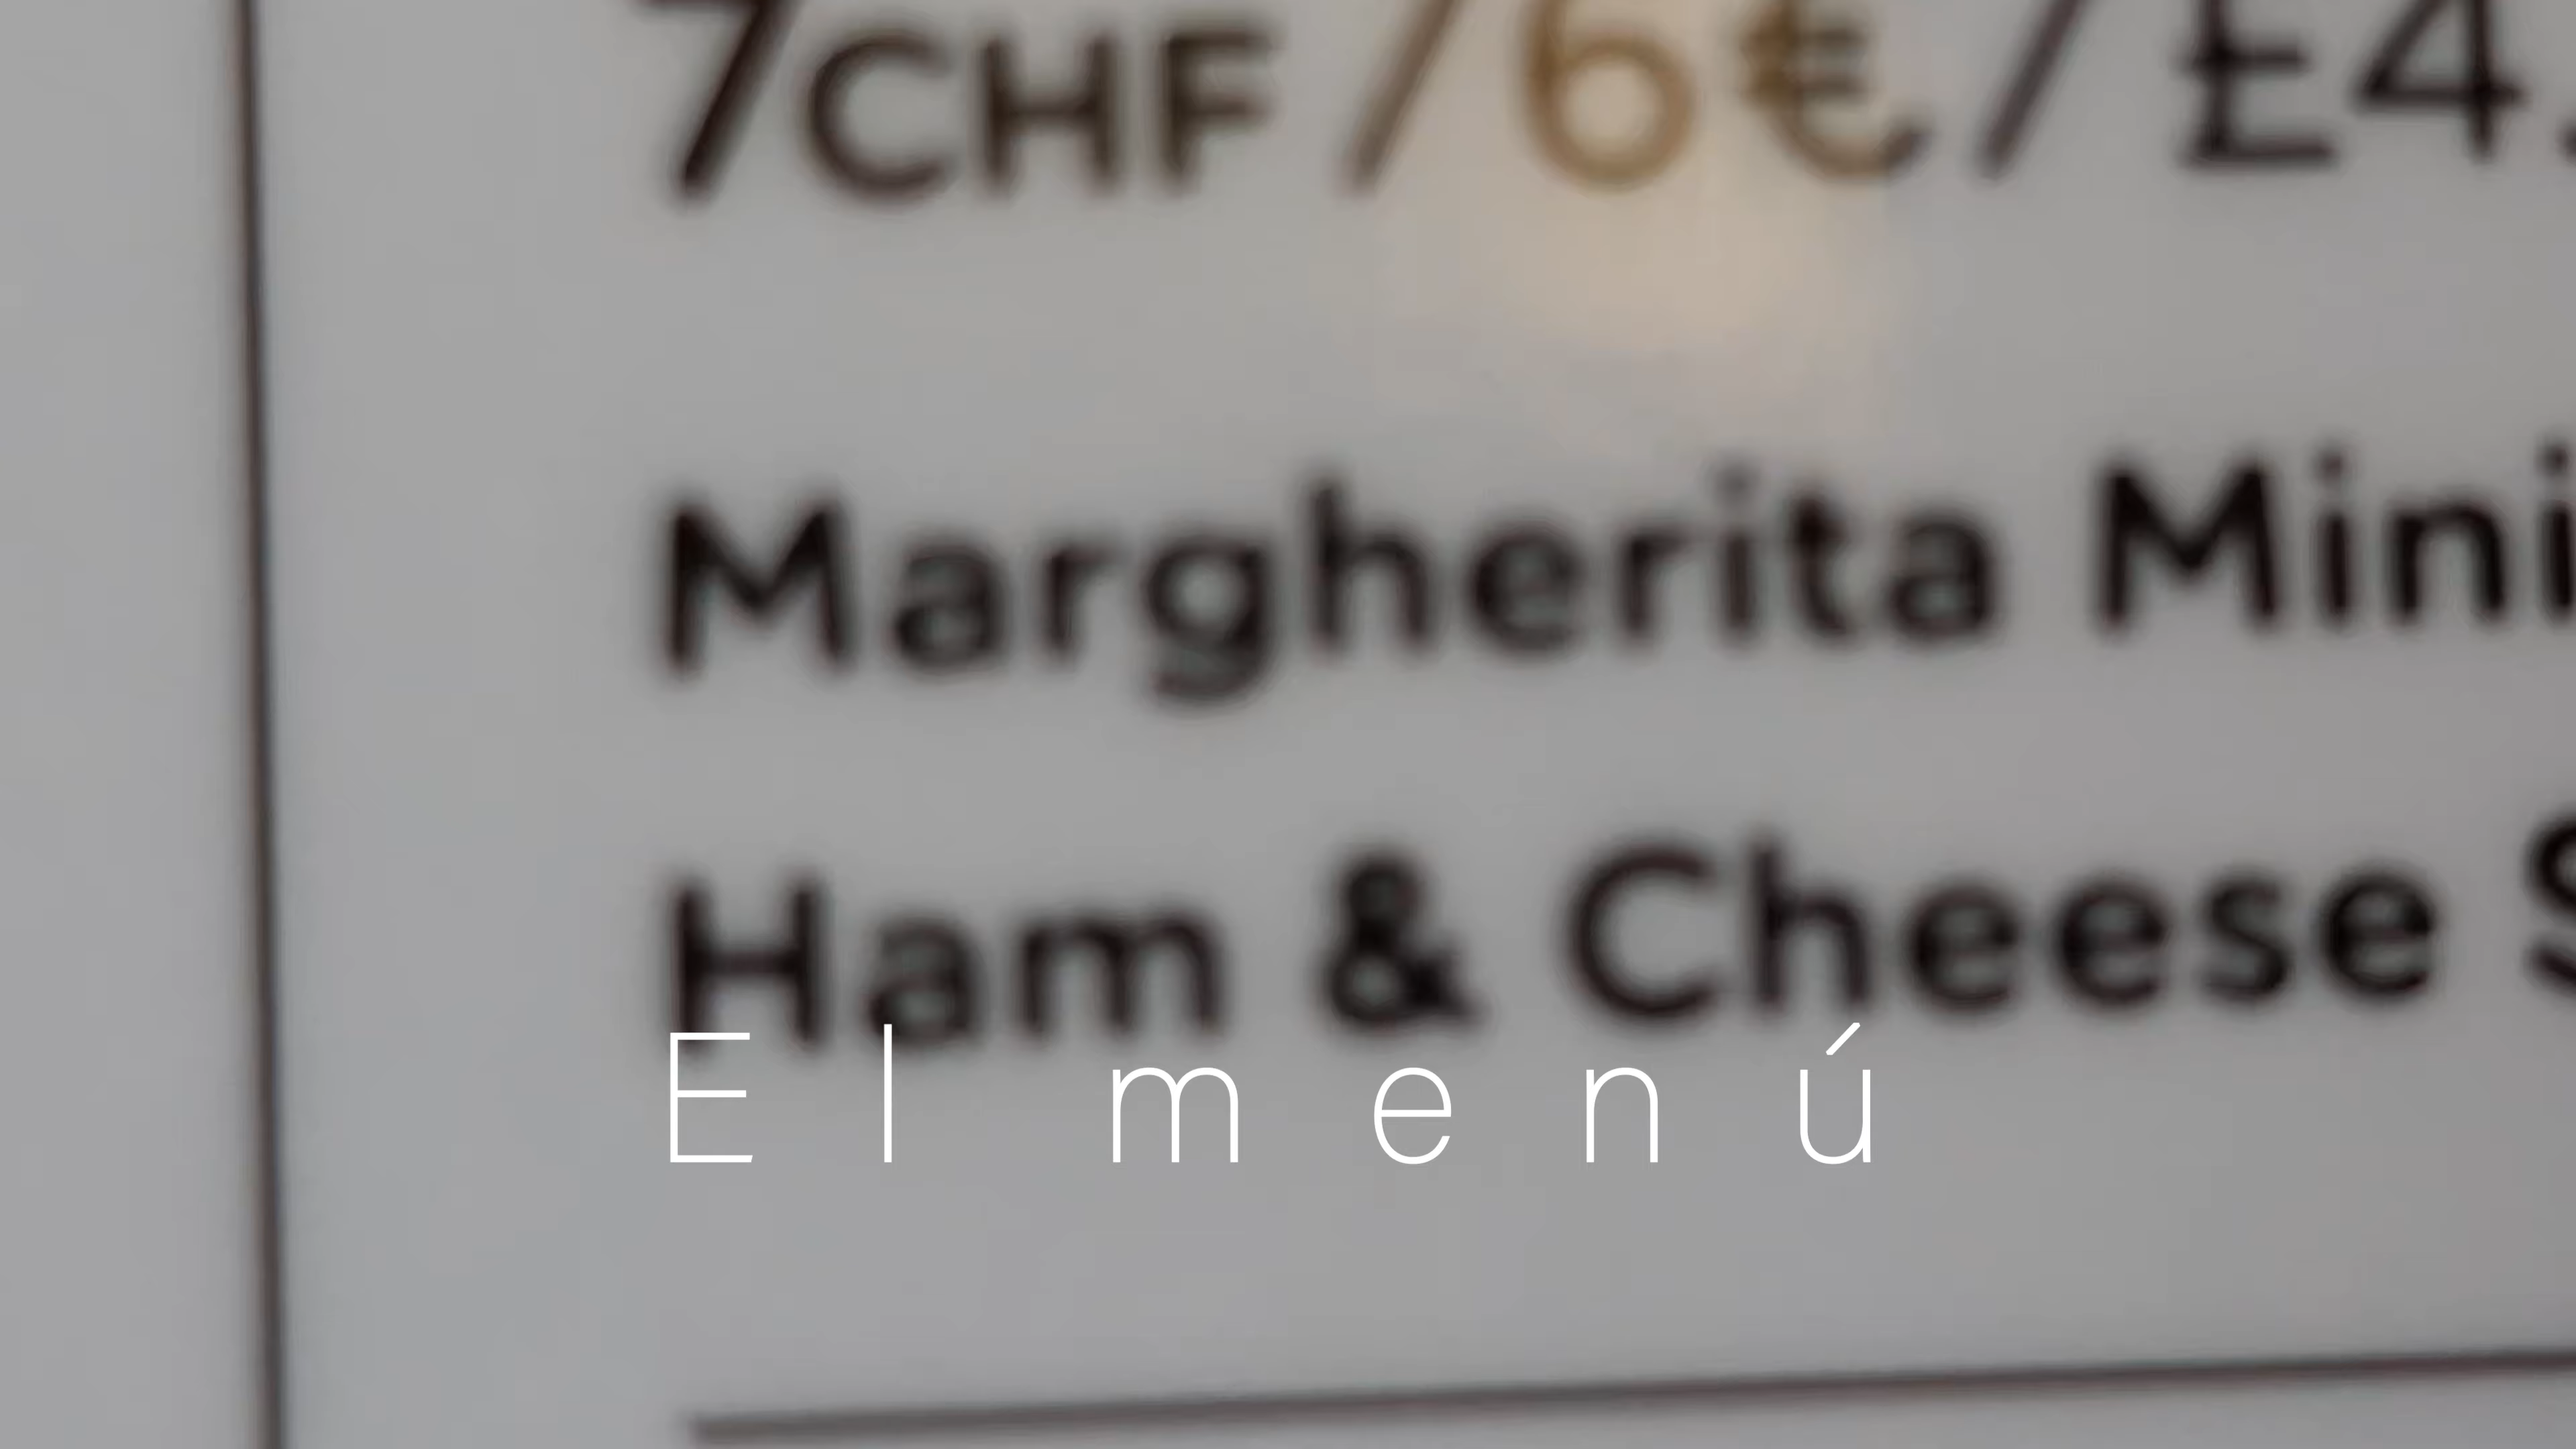 7CHF / 6€ / £4.
Margherita Mini
Ham & Cheese
El menú